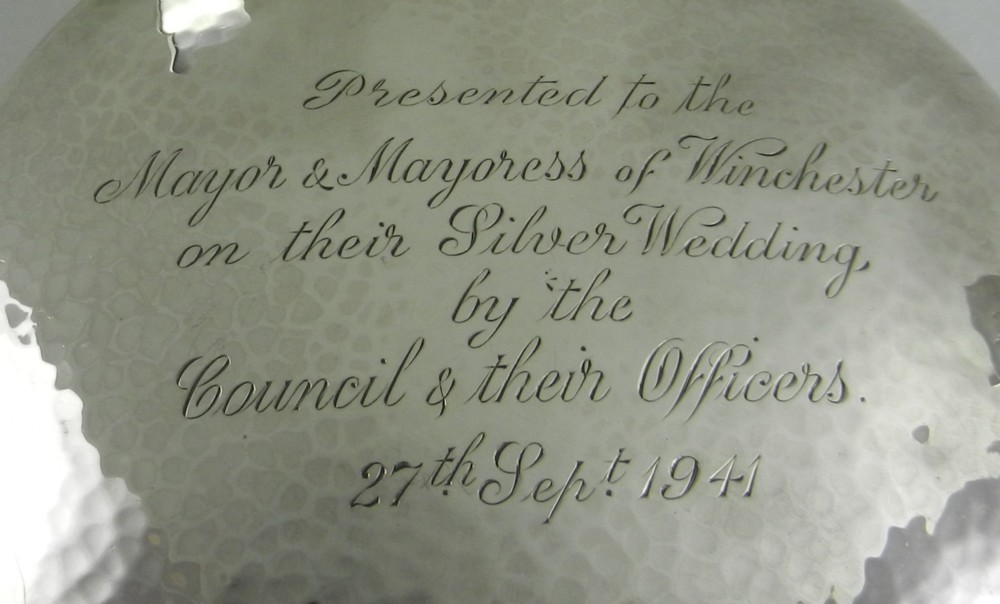 Presented to the
Mayor & Mayoress of Winchester
on their Silver Wedding,
by the
Council & their Officers.
27th Sept. 1941